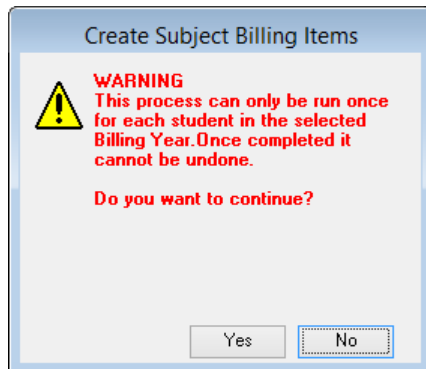 Create Subject Billing Items
WARNING
This process can only be run once
for each student in the selected
Billing Year.Once completed it
cannot be undone.
Do you want to continue?
Yes
No